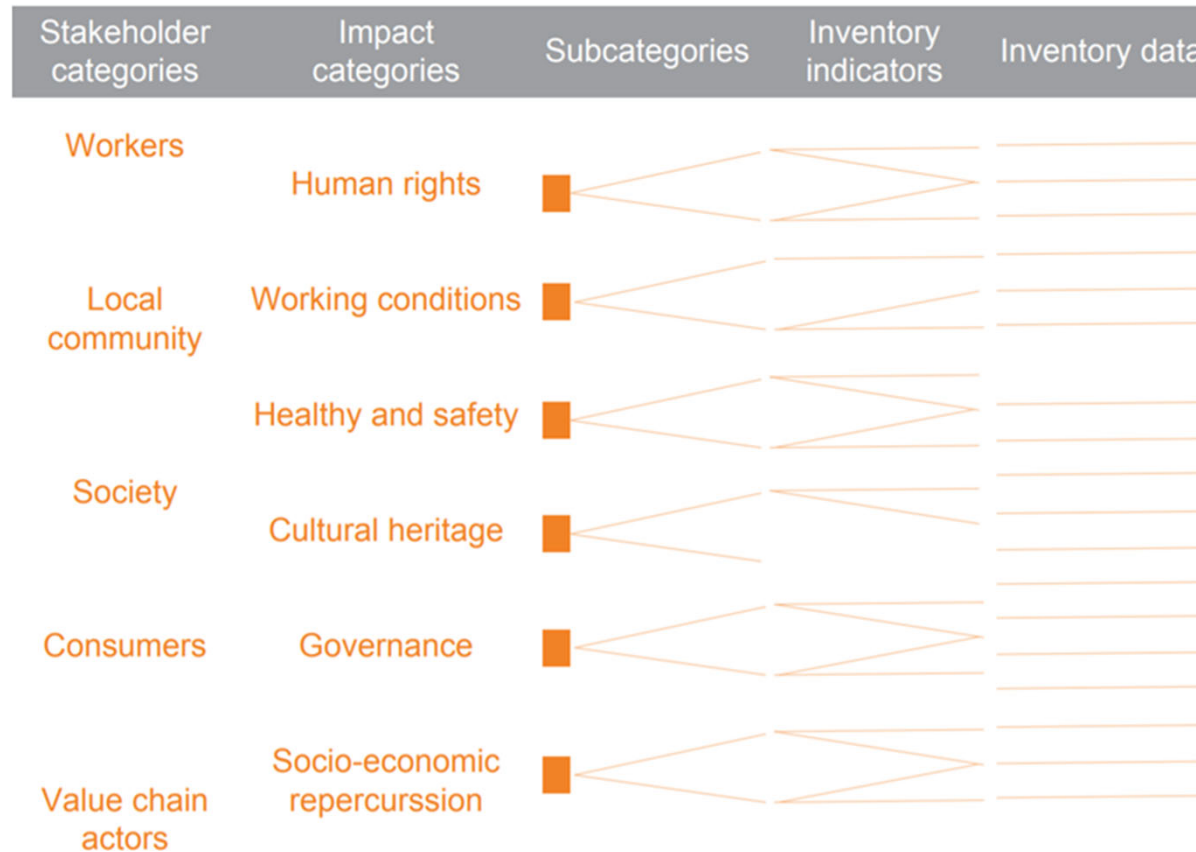 Stakeholder
categories
Impact
categories
Subcategories
Inventory
indicators
Inventory data
Workers
Human rights
Local
community
Working conditions
Healthy and safety
Society
Cultural heritage
Consumers
Governance
Socio-economic
repercurssion
Value chain
actors